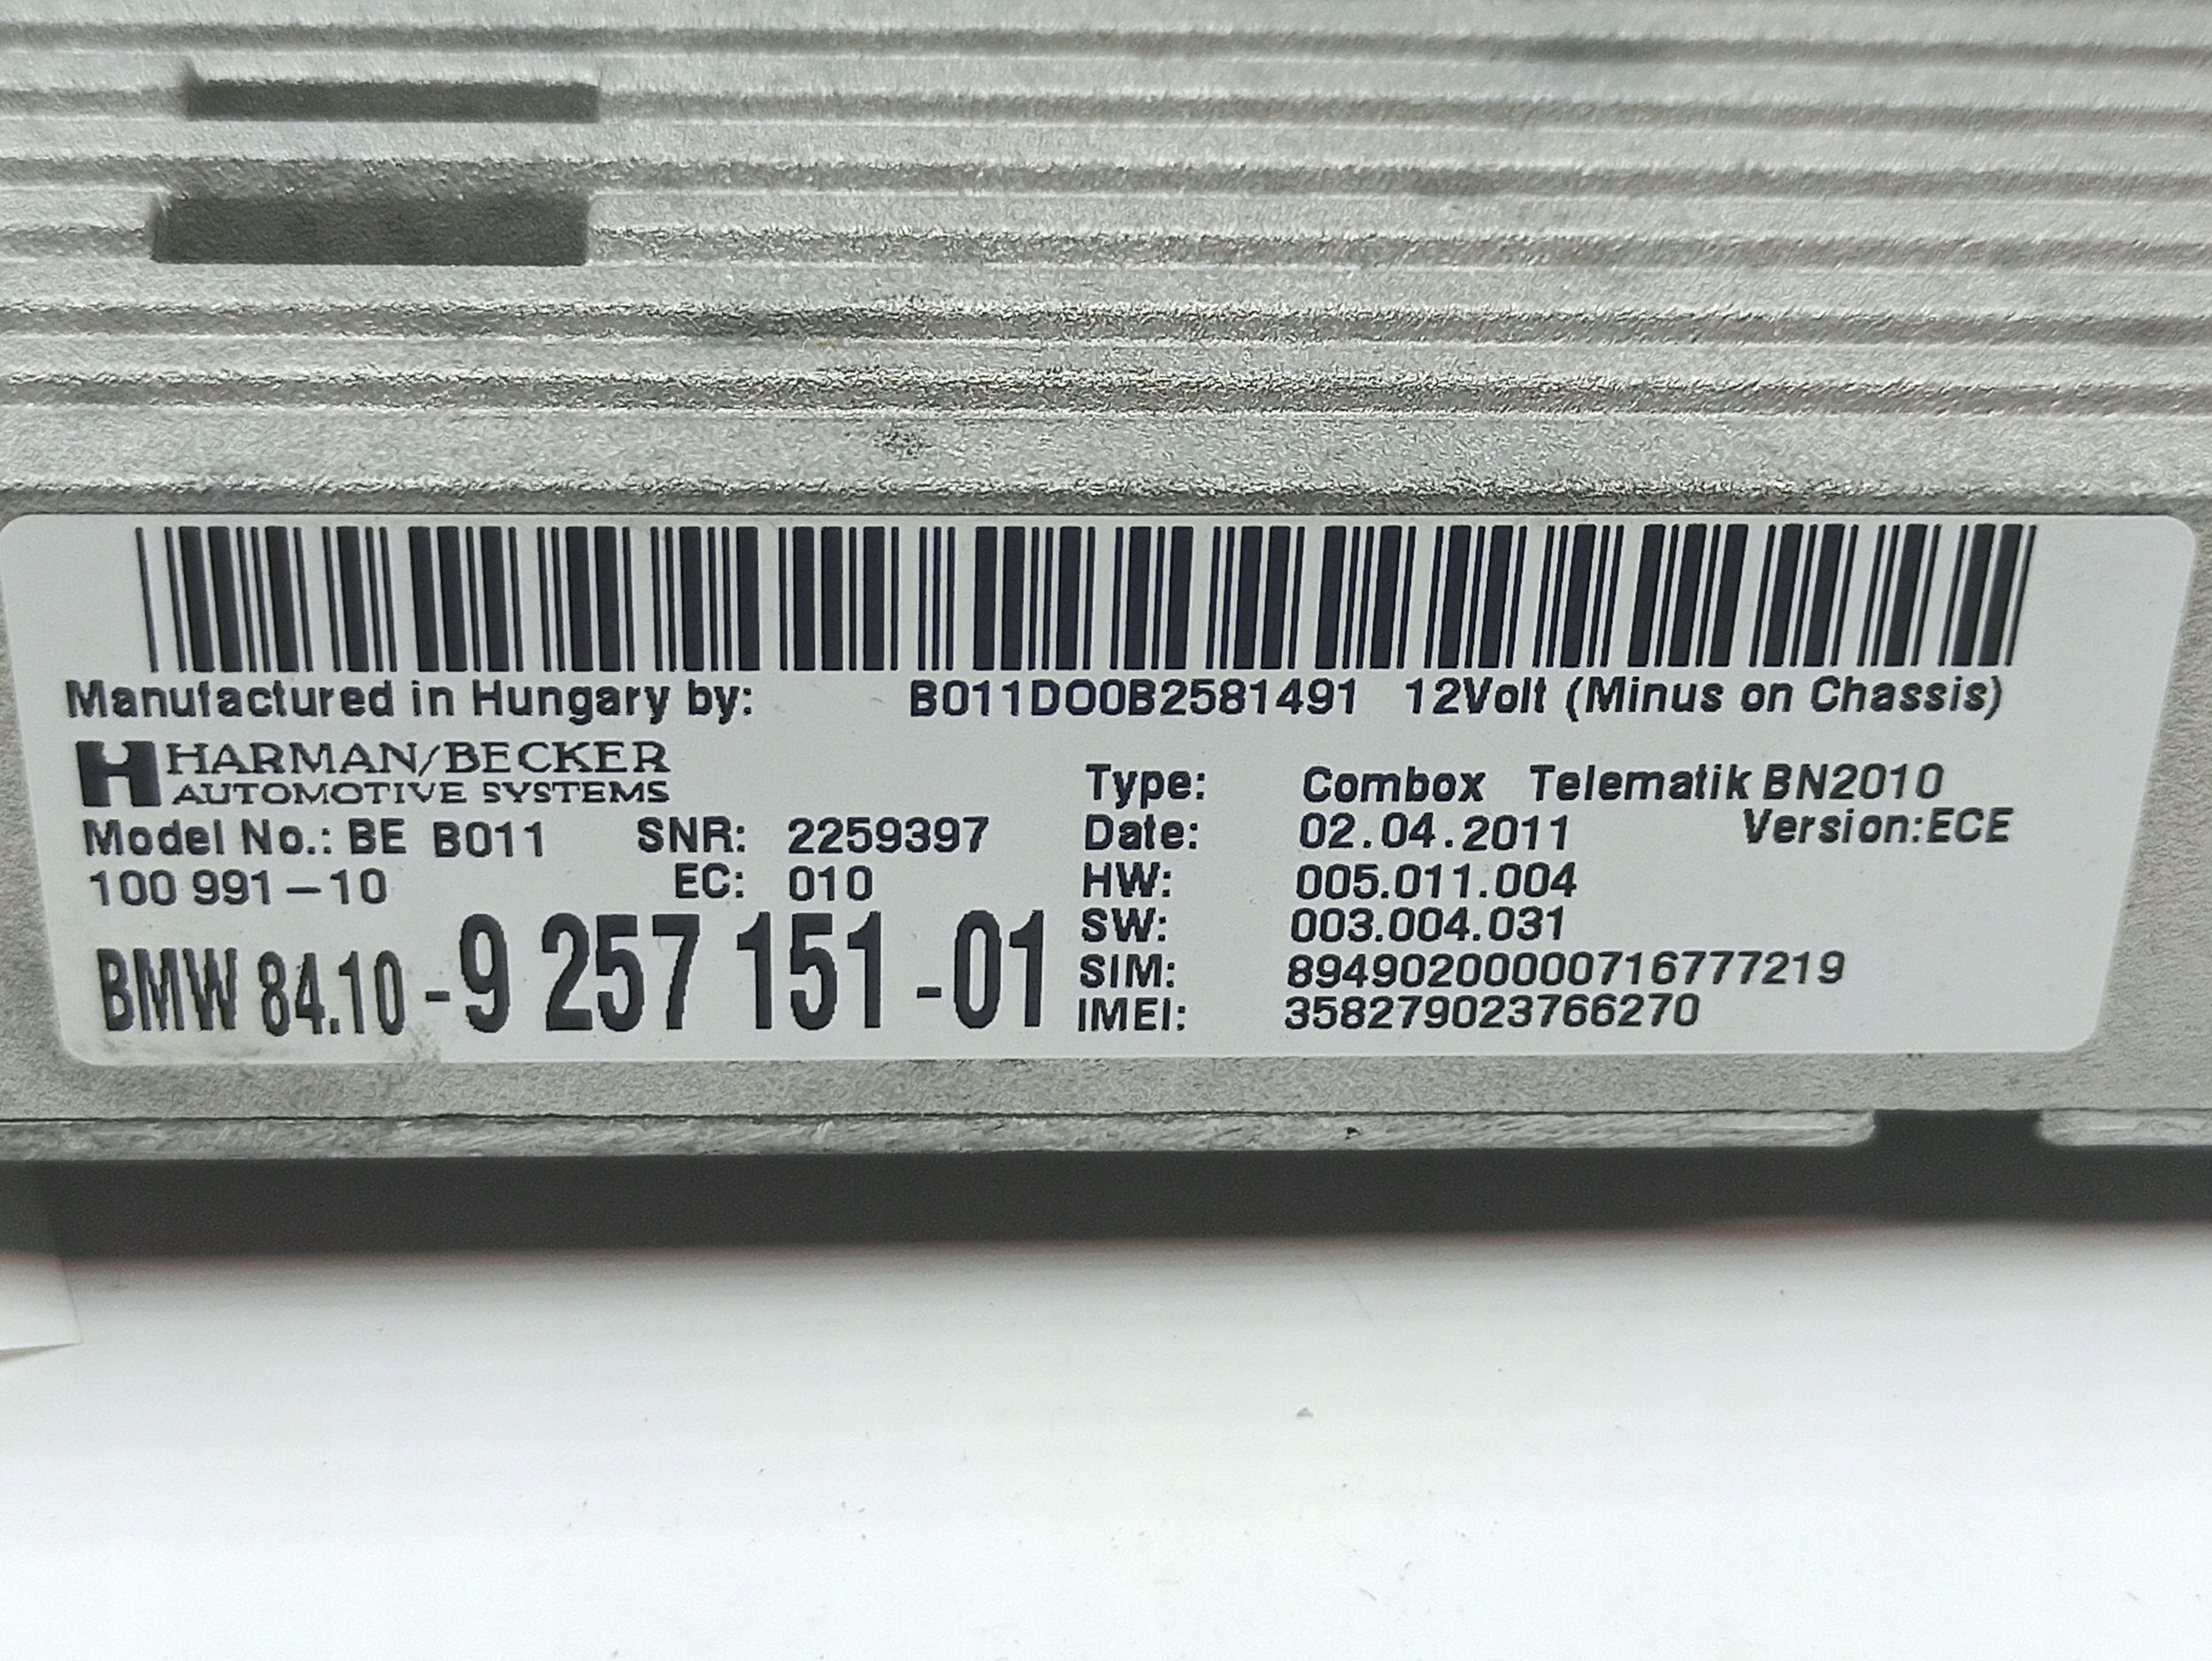 Manufactured in Hungary by: B011DO0B2581491 12Volt (Minus on Chassis)
HARMAN/BECKER
AUTOMOTIVE SYSTEMS
Type: Combox Telematik BN2010
Model No.: BE B011 SNR: 2259397 Date: 02.04.2011 Version:ECE
100 991-10 EC: 010 HW: 005.011.004
SW: 003.004.031
BMW 84.10-9 257 151-01 SIM: 89490200000716777219
IMEI: 358279023766270